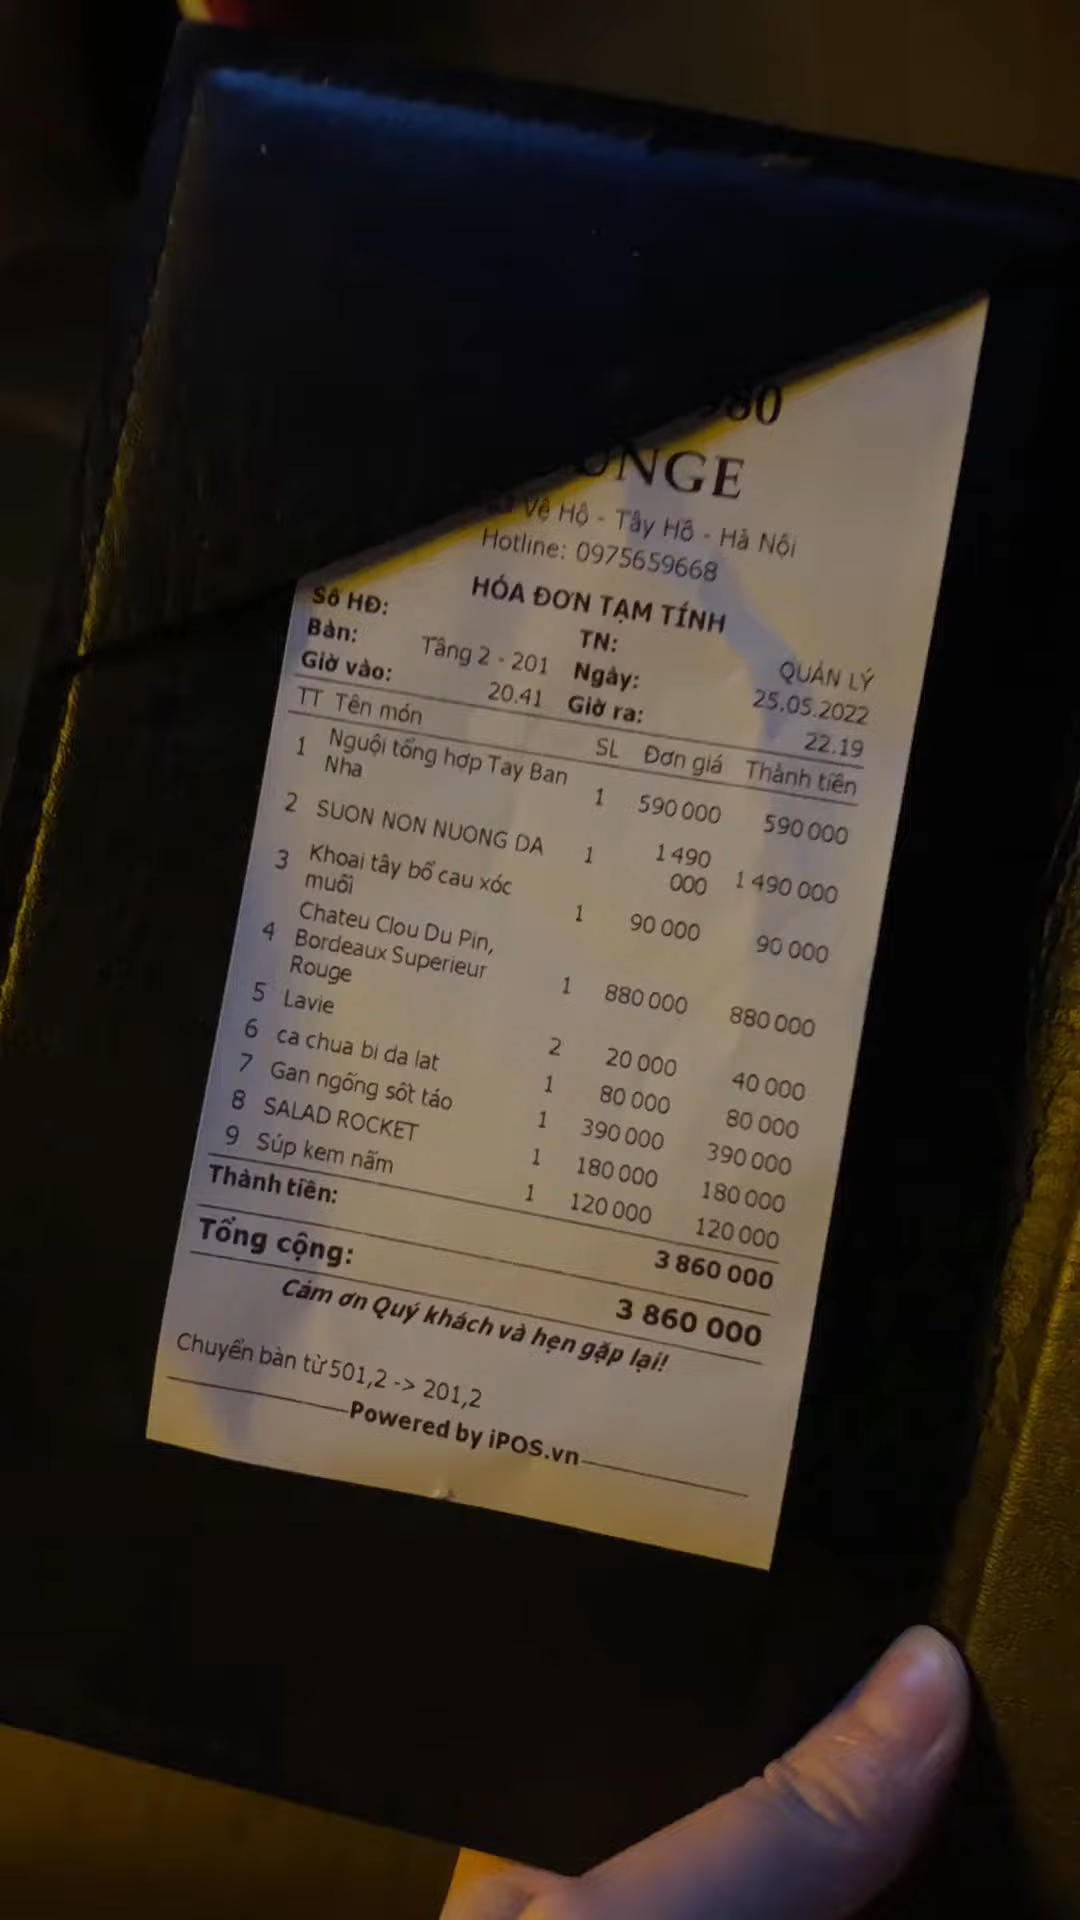 LOUNGE
Vệ Hộ - Tây Hồ - Hà Nội
Hotline: 0975659668
HÓA ĐƠN TẠM TÍNH
Số HĐ: TN: QUẢN LÝ
Bàn: Tầng 2 - 201 Ngày: 25.05.2022
Giờ vào: 20.41 Giờ ra: 22.19
TT Tên món SL Đơn giá Thành tiền
1 Nguội tổng hợp Tay Ban Nha 1 590 000 590 000
2 SUON NON NUONG DA 1 1 490 000 1 490 000
3 Khoai tây bổ cau xóc muối 1 90 000 90 000
4 Chateu Clou Du Pin, Bordeaux Superieur Rouge 1 880 000 880 000
5 Lavie 2 20 000 40 000
6 ca chua bi da lat 1 80 000 80 000
7 Gan ngỗng sốt táo 1 390 000 390 000
8 SALAD ROCKET 1 180 000 180 000
9 Súp kem nấm 1 120 000 120 000
Thành tiền: 3 860 000
Tổng cộng: 3 860 000
Cảm ơn Quý khách và hẹn gặp lại!
Chuyển bàn từ 501,2 -> 201,2
Powered by iPOS.vn